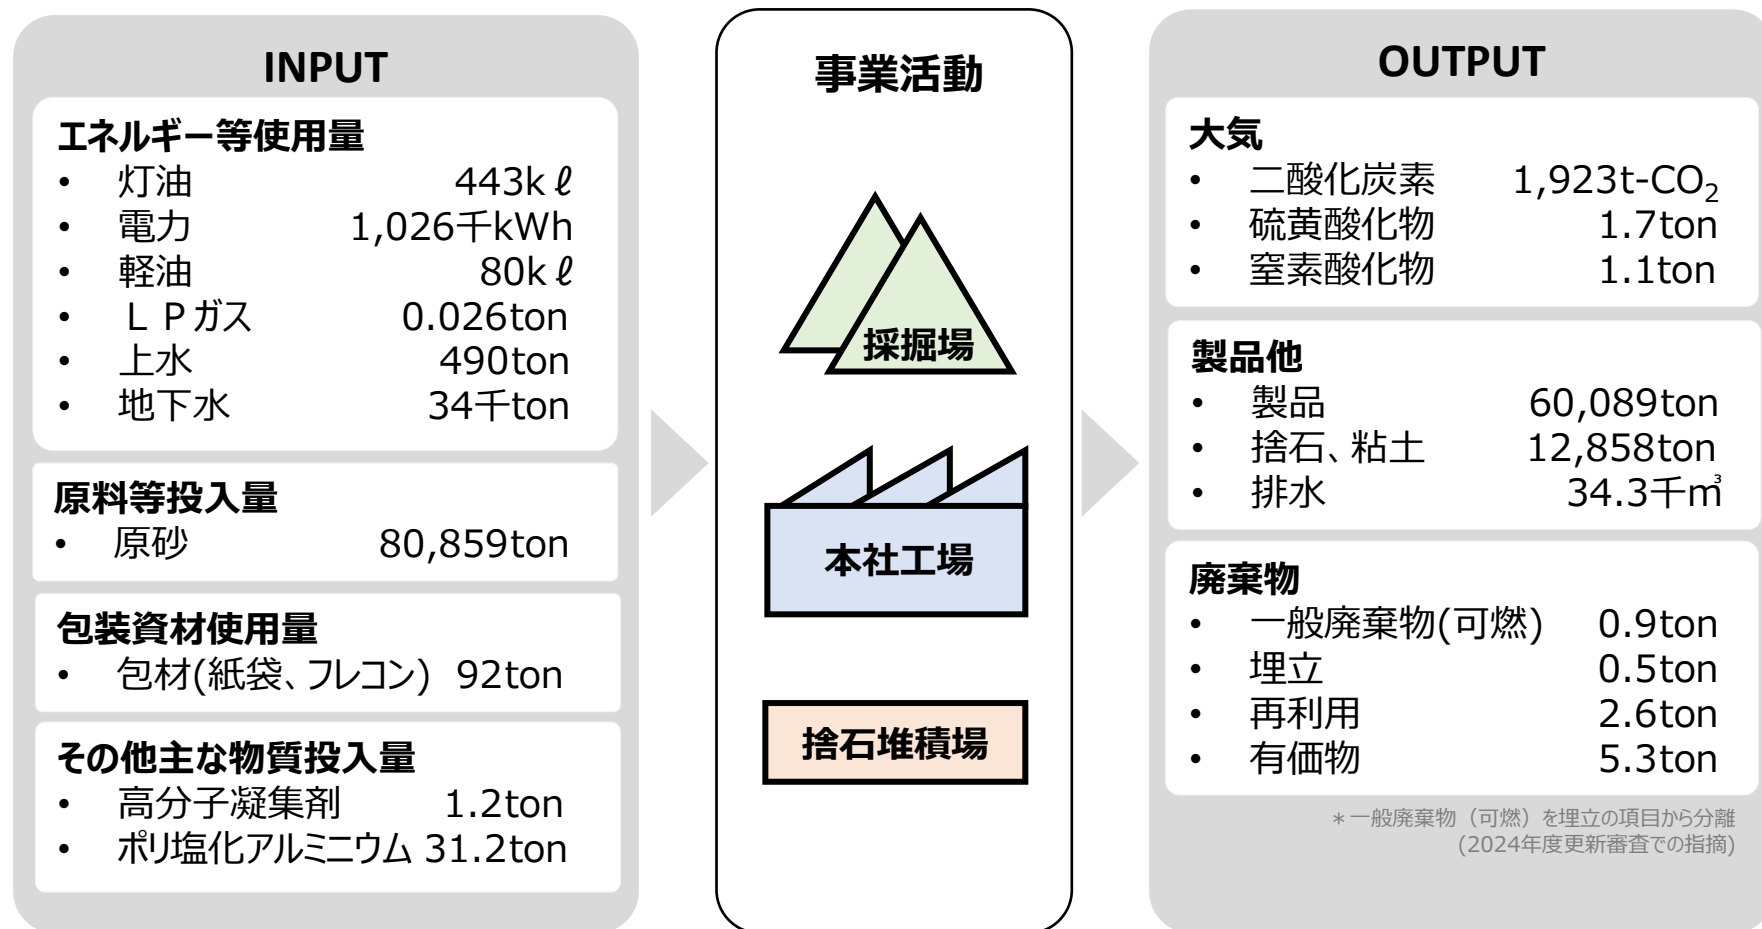 INPUT
エネルギー等使用量
• 灯油 443kℓ
• 電力 1,026千kWh
• 軽油 80kℓ
• ＬＰガス 0.026ton
• 上水 490ton
• 地下水 34千ton
原料等投入量
• 原砂 80,859ton
包装資材使用量
• 包材(紙袋、フレコン) 92ton
その他主な物質投入量
• 高分子凝集剤 1.2ton
• ポリ塩化アルミニウム 31.2ton
事業活動
採掘場
本社工場
捨石堆積場
OUTPUT
大気
• 二酸化炭素 1,923t-CO₂
• 硫黄酸化物 1.7ton
• 窒素酸化物 1.1ton
製品他
• 製品 60,089ton
• 捨石、粘土 12,858ton
• 排水 34.3千㎥
廃棄物
• 一般廃棄物(可燃) 0.9ton
• 埋立 0.5ton
• 再利用 2.6ton
• 有価物 5.3ton
＊一般廃棄物（可燃）を埋立の項目から分離
(2024年度更新審査での指摘)